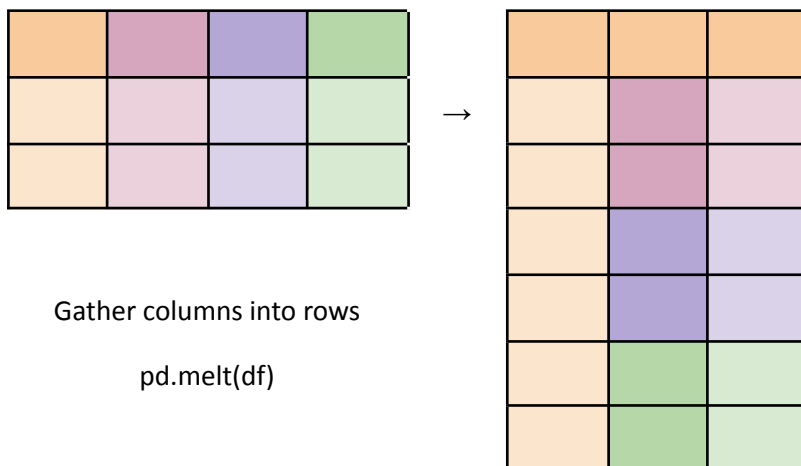 →
Gather columns into rows
pd.melt(df)